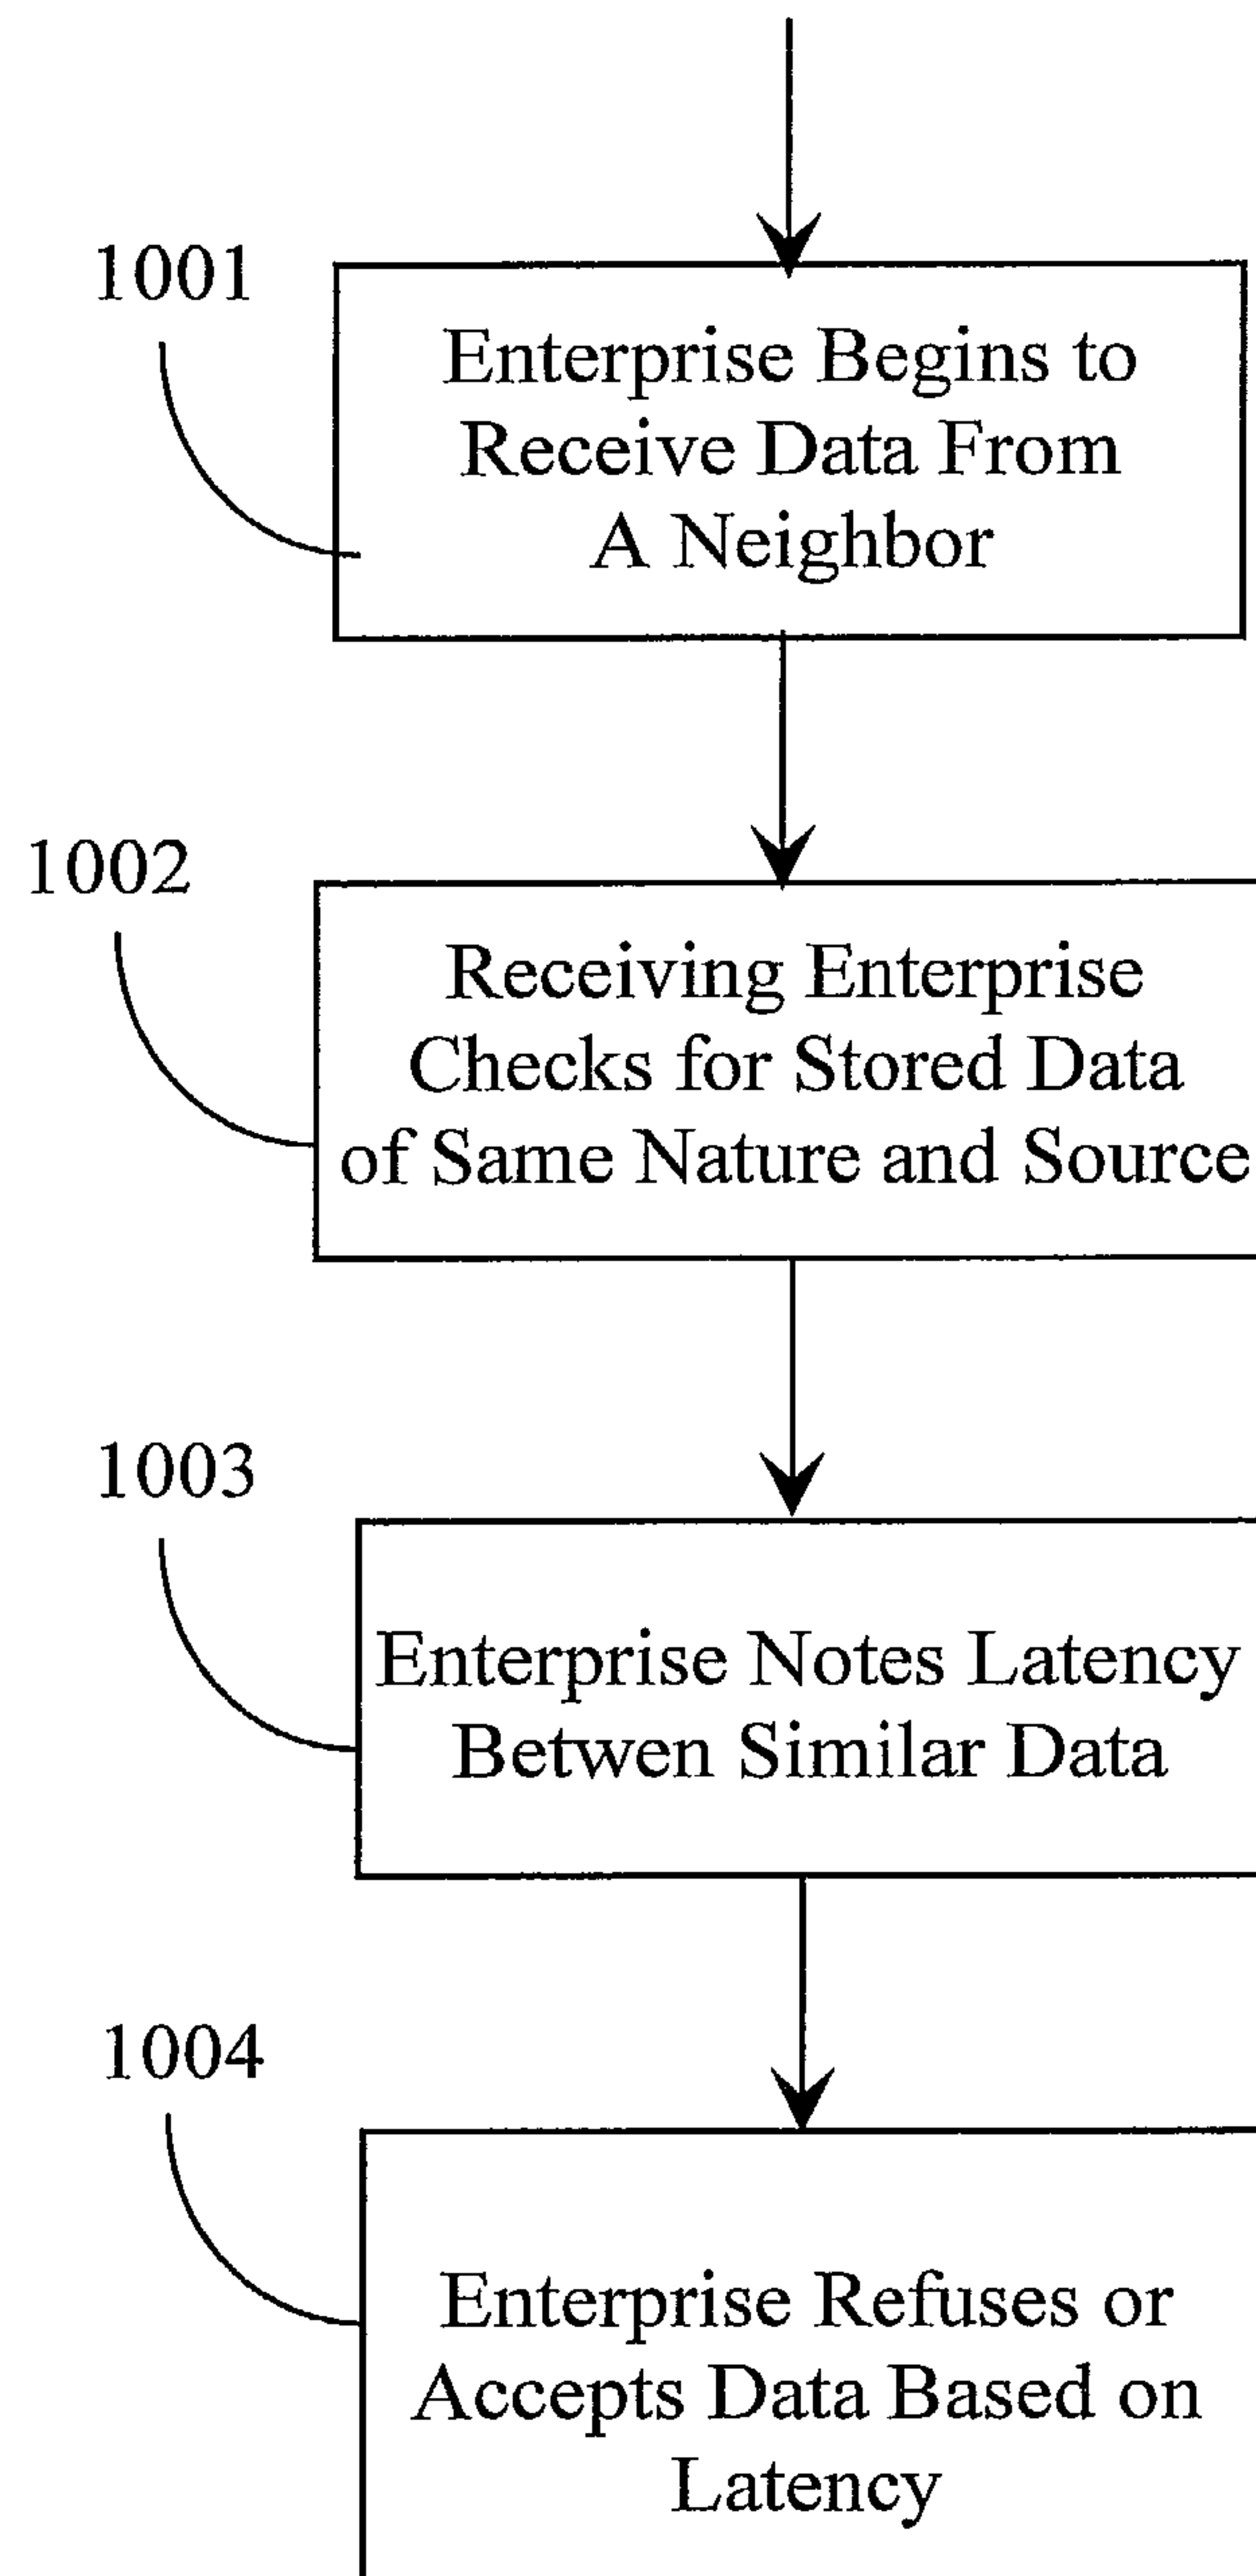 1001
Enterprise Begins to
Receive Data From
A Neighbor
1002
Receiving Enterprise
Checks for Stored Data
of Same Nature and Source
1003
Enterprise Notes Latency
Betwen Similar Data
1004
Enterprise Refuses or
Accepts Data Based on
Latency